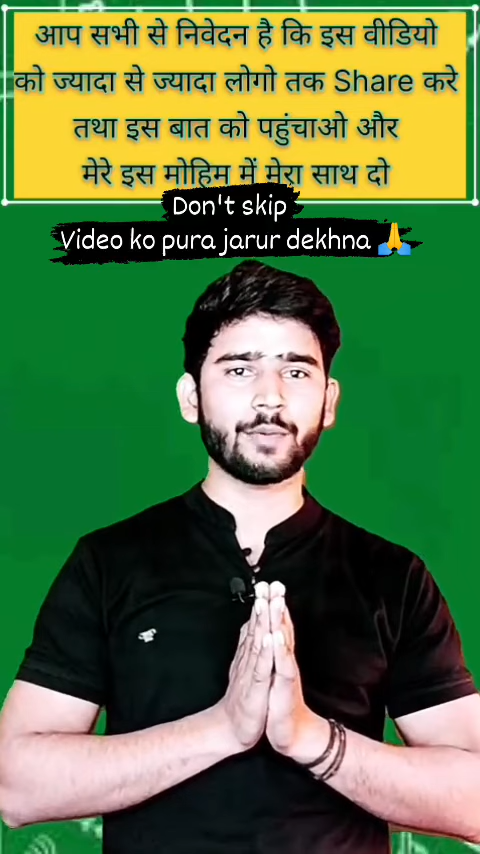 आप सभी से निवेदन है कि इस वीडियो
को ज्यादा से ज्यादा लोगो तक Share करे
तथा इस बात को पहुंचाओ और
मेरे इस मोहिम में मेरा साथ दो
Don't skip
Video ko pura jarur dekhna 🙏